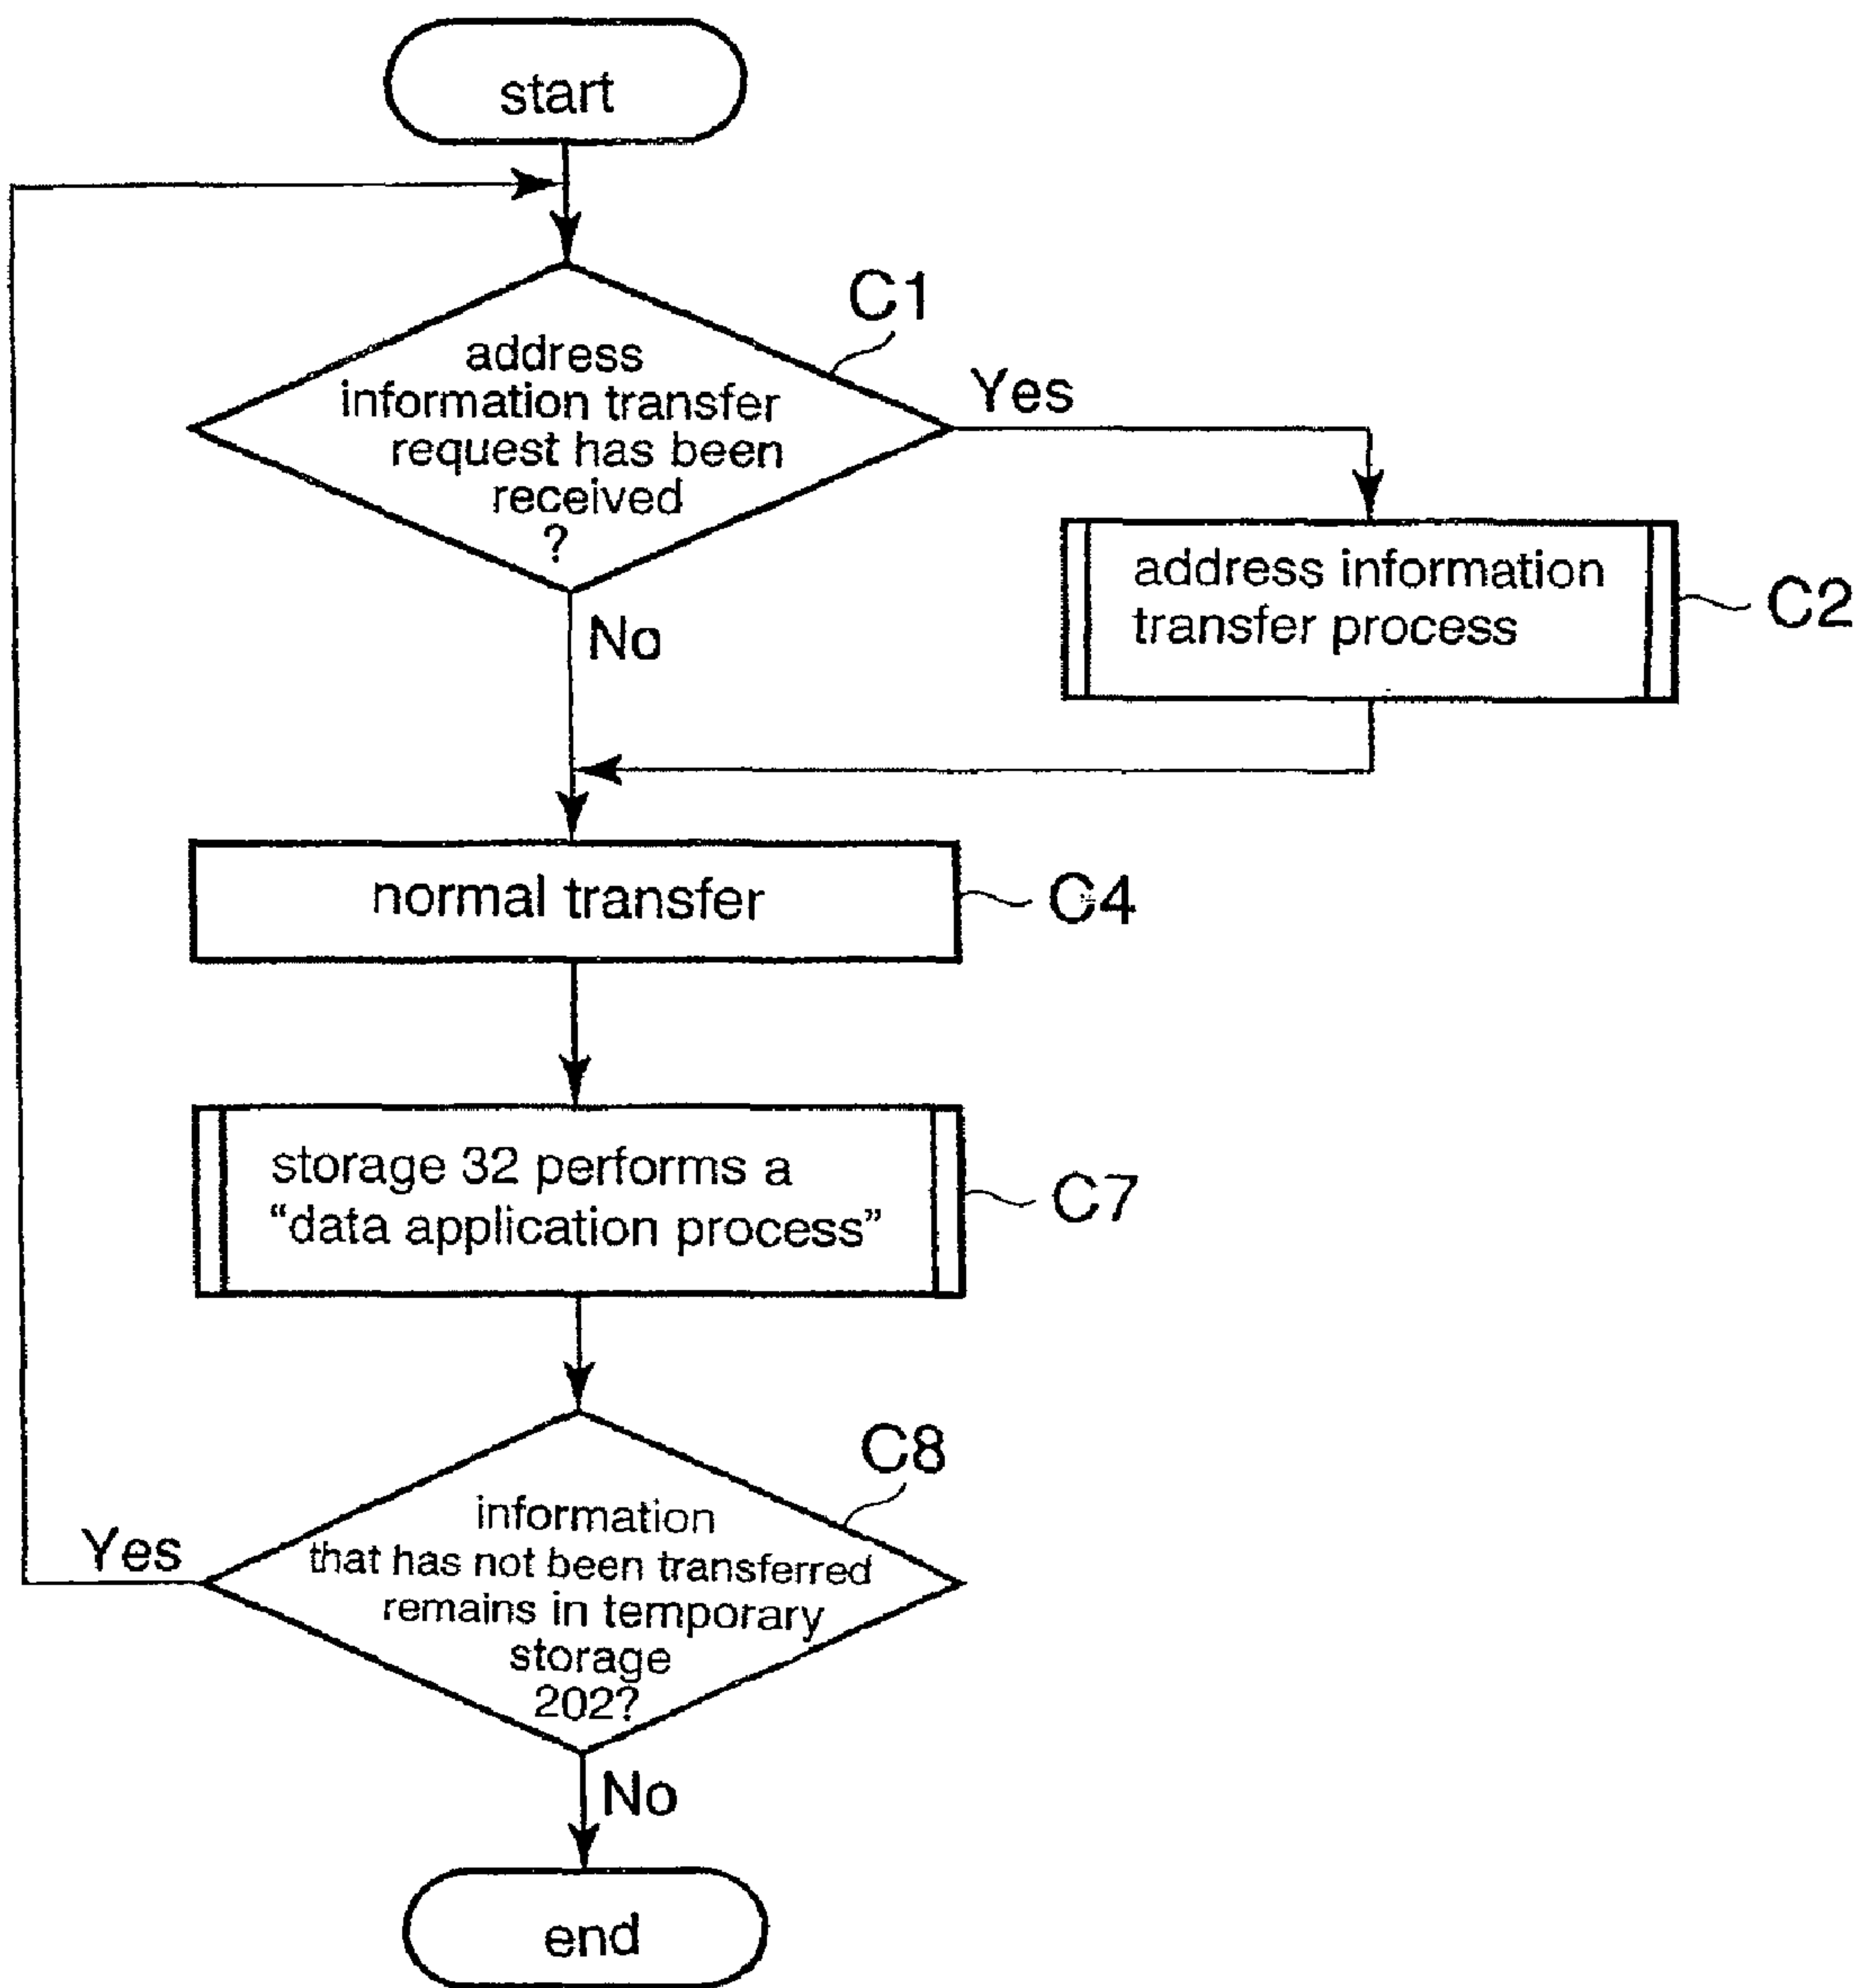 start
C1
address
information transfer
request has been
received
?
Yes
No
address information
transfer process
C2
normal transfer
C4
storage 32 performs a
“data application process”
C7
C8
information
that has not been transferred
remains in temporary
storage
202?
Yes
No
end